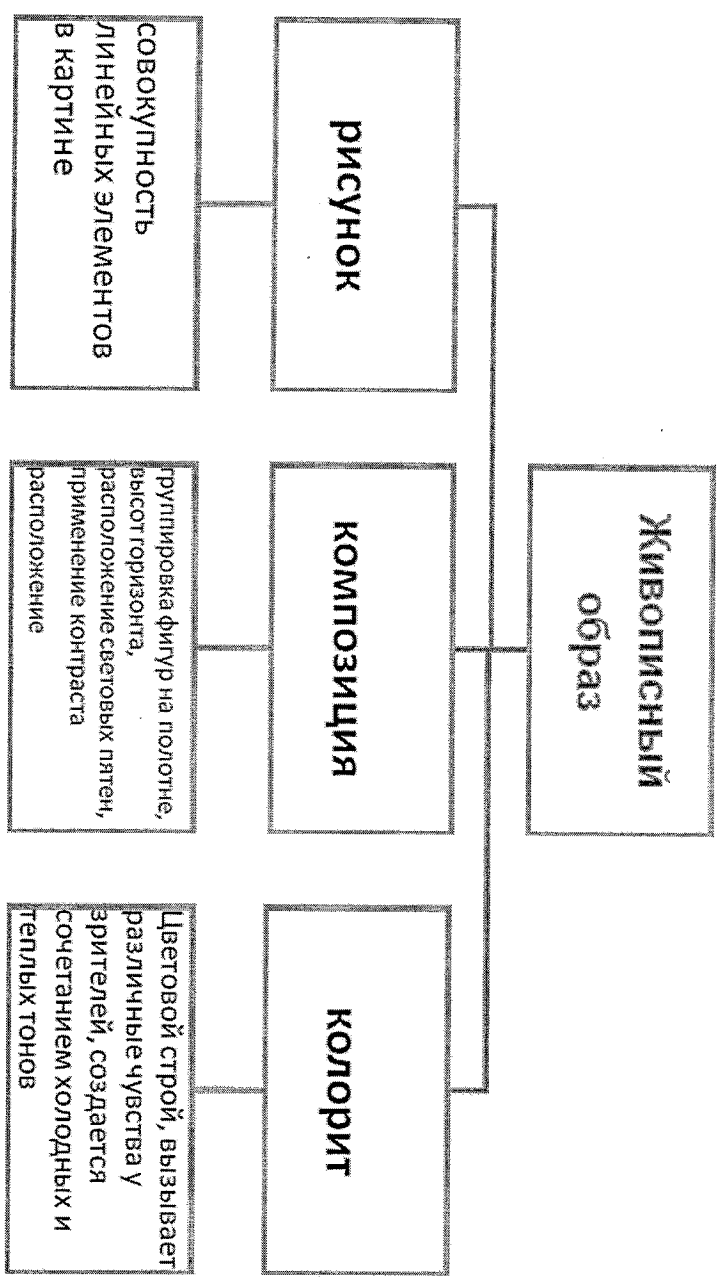 Живописный
образ
рисунок
композиция
колорит
совокупность
линейных элементов
в картине
группировка фигур на полотне,
высот горизонта,
расположение световых пятен,
применение контраста
расположение
Цветовой строй, вызывает
различные чувства у
зрителей, создается
сочетанием холодных и
теплых тонов